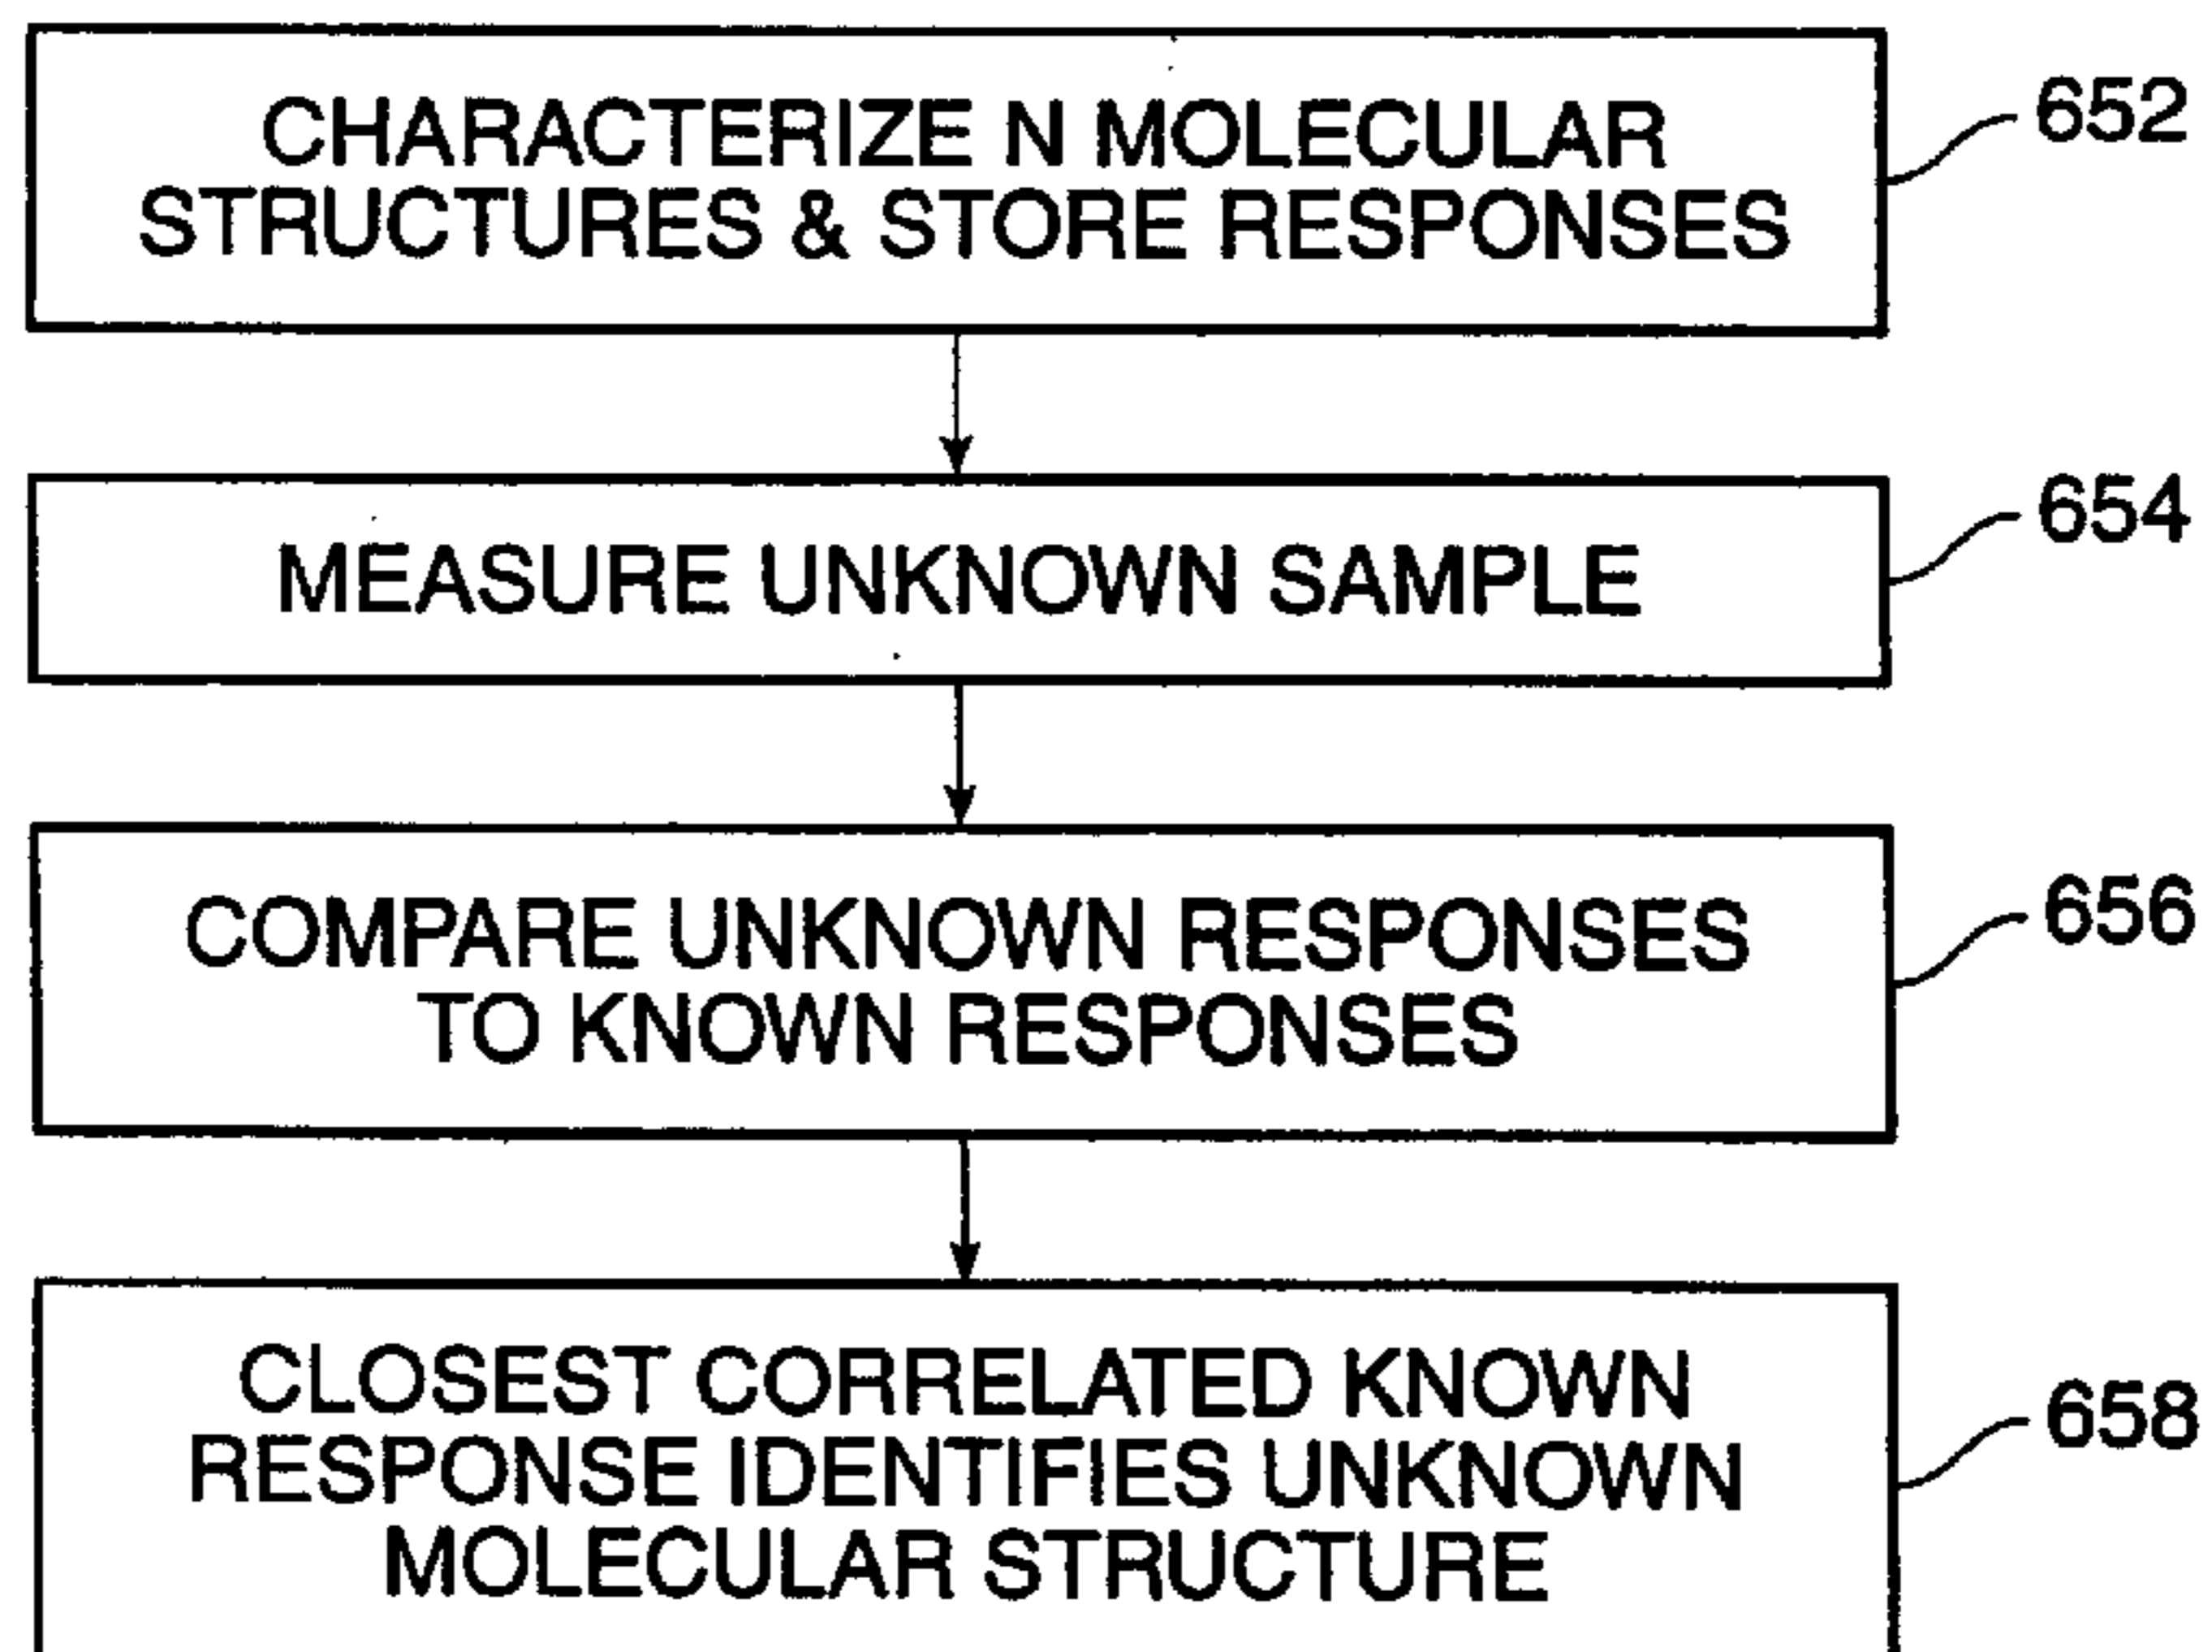 CHARACTERIZE N MOLECULAR
STRUCTURES & STORE RESPONSES
652
MEASURE UNKNOWN SAMPLE
654
COMPARE UNKNOWN RESPONSES
TO KNOWN RESPONSES
656
CLOSEST CORRELATED KNOWN
RESPONSE IDENTIFIES UNKNOWN
MOLECULAR STRUCTURE
658